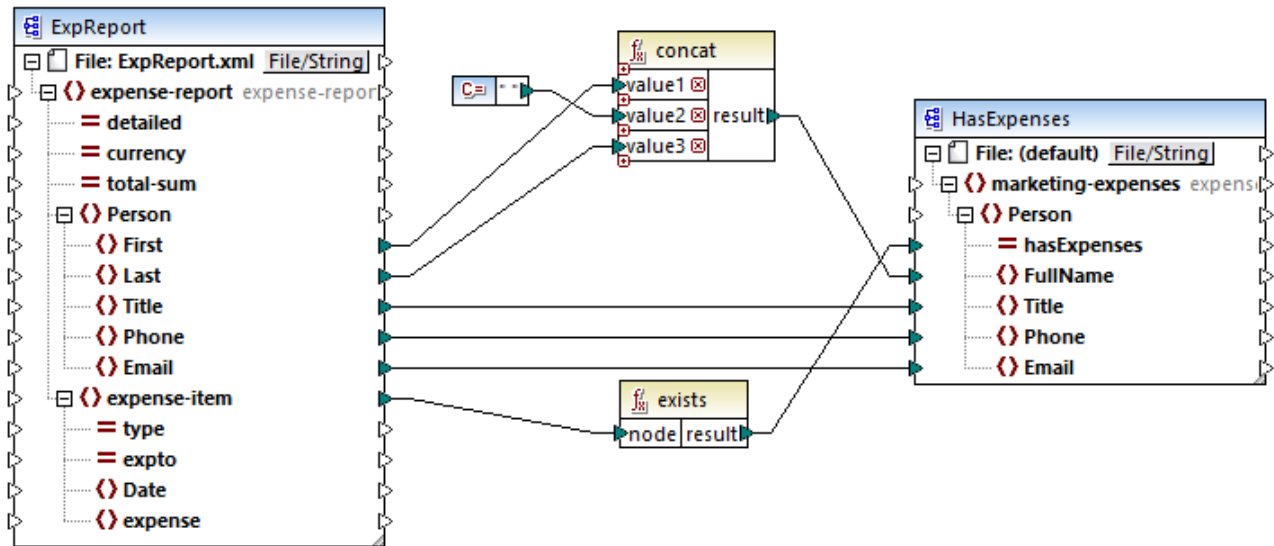 ExpReport
File: ExpReport.xml File/String
expense-report expense-repor
detailed
currency
total-sum
Person
First
Last
Title
Phone
Email
expense-item
type
expto
Date
expense
C= " "
concat
value1
value2 result
value3
exists
node result
HasExpenses
File: (default) File/String
marketing-expenses expens
Person
hasExpenses
FullName
Title
Phone
Email